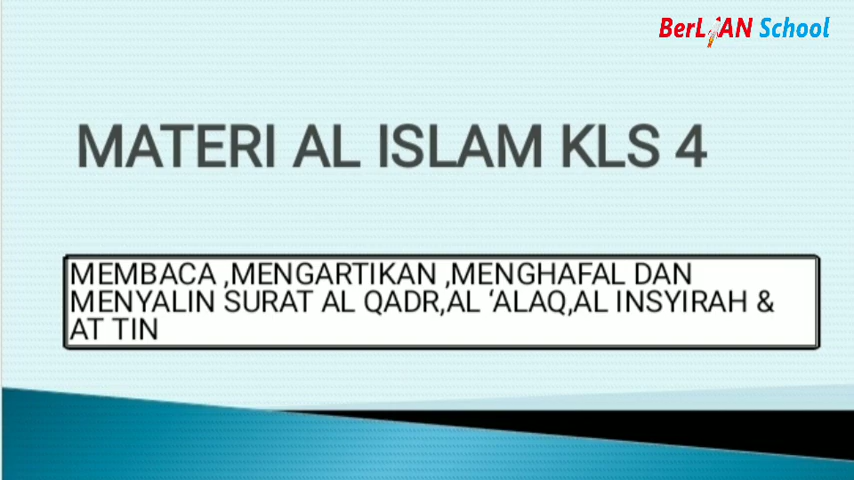 BerLIAN School
MATERI AL ISLAM KLS 4
MEMBACA ,MENGARTIKAN ,MENGHAFAL DAN
MENYALIN SURAT AL QADR,AL ‘ALAQ,AL INSYIRAH &
AT TIN